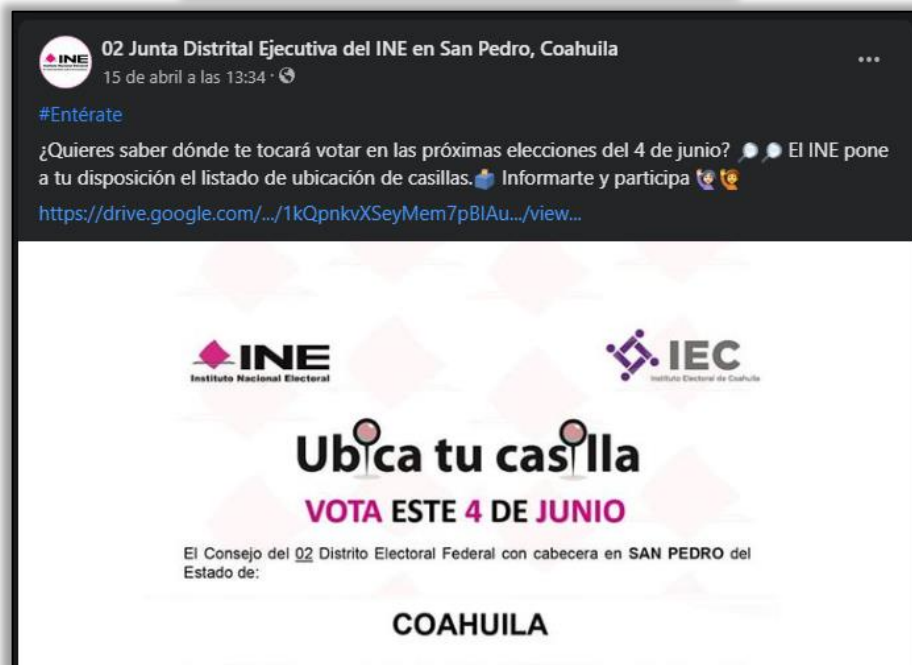 INE
02 Junta Distrital Ejecutiva del INE en San Pedro, Coahuila
15 de abril a las 13:34 ·
#Entérate
¿Quieres saber dónde te tocará votar en las próximas elecciones del 4 de junio? 🔎🔎 El INE pone
a tu disposición el listado de ubicación de casillas.🗳️ Informarte y participa 🙋🙋
https://drive.google.com/.../1kQpnkvXSeyMem7pBlAu.../view...
INE
Instituto Nacional Electoral
IEC
Instituto Electoral de Coahuila
Ubica tu casilla
VOTA ESTE 4 DE JUNIO
El Consejo del 02 Distrito Electoral Federal con cabecera en SAN PEDRO del
Estado de:
COAHUILA